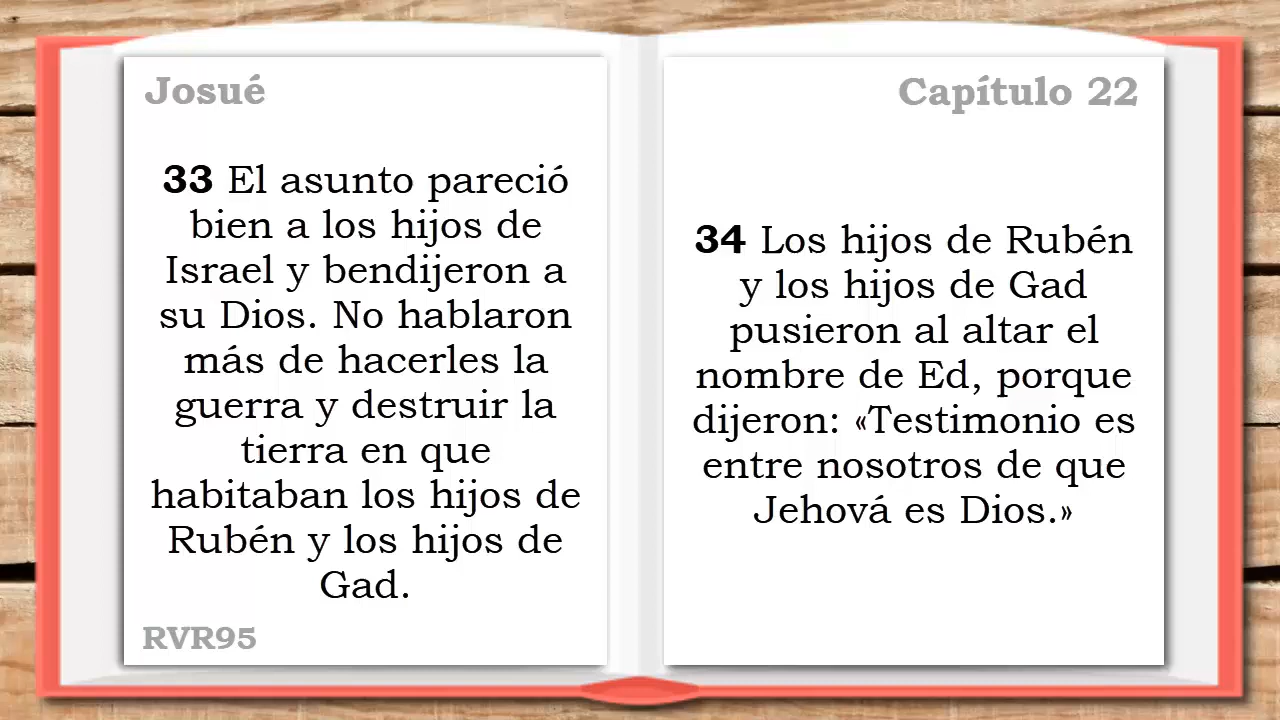 Josué
33 El asunto pareció
bien a los hijos de
Israel y bendijeron a
su Dios. No hablaron
más de hacerles la
guerra y destruir la
tierra en que
habitaban los hijos de
Rubén y los hijos de
Gad.
RVR95
Capítulo 22
34 Los hijos de Rubén
y los hijos de Gad
pusieron al altar el
nombre de Ed, porque
dijeron: «Testimonio es
entre nosotros de que
Jehová es Dios.»